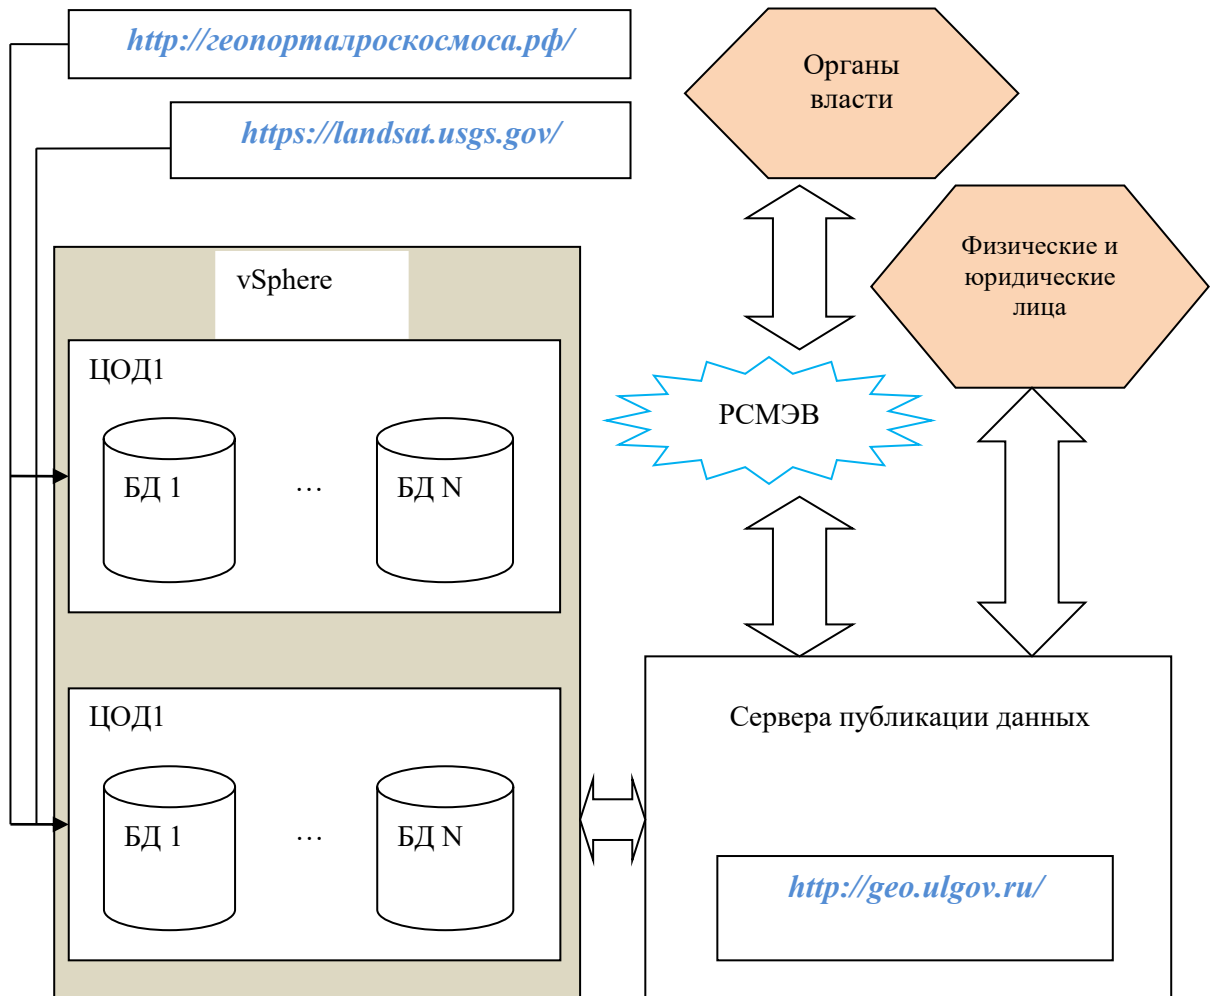 http://геопорталроскосмоса.рф/
https://landsat.usgs.gov/
Органы
власти
Физические и
юридические
лица
vSphere
ЦОД1
БД 1
...
БД N
РСМЭВ
ЦОД1
БД 1
...
БД N
Сервера публикации данных
http://geo.ulgov.ru/